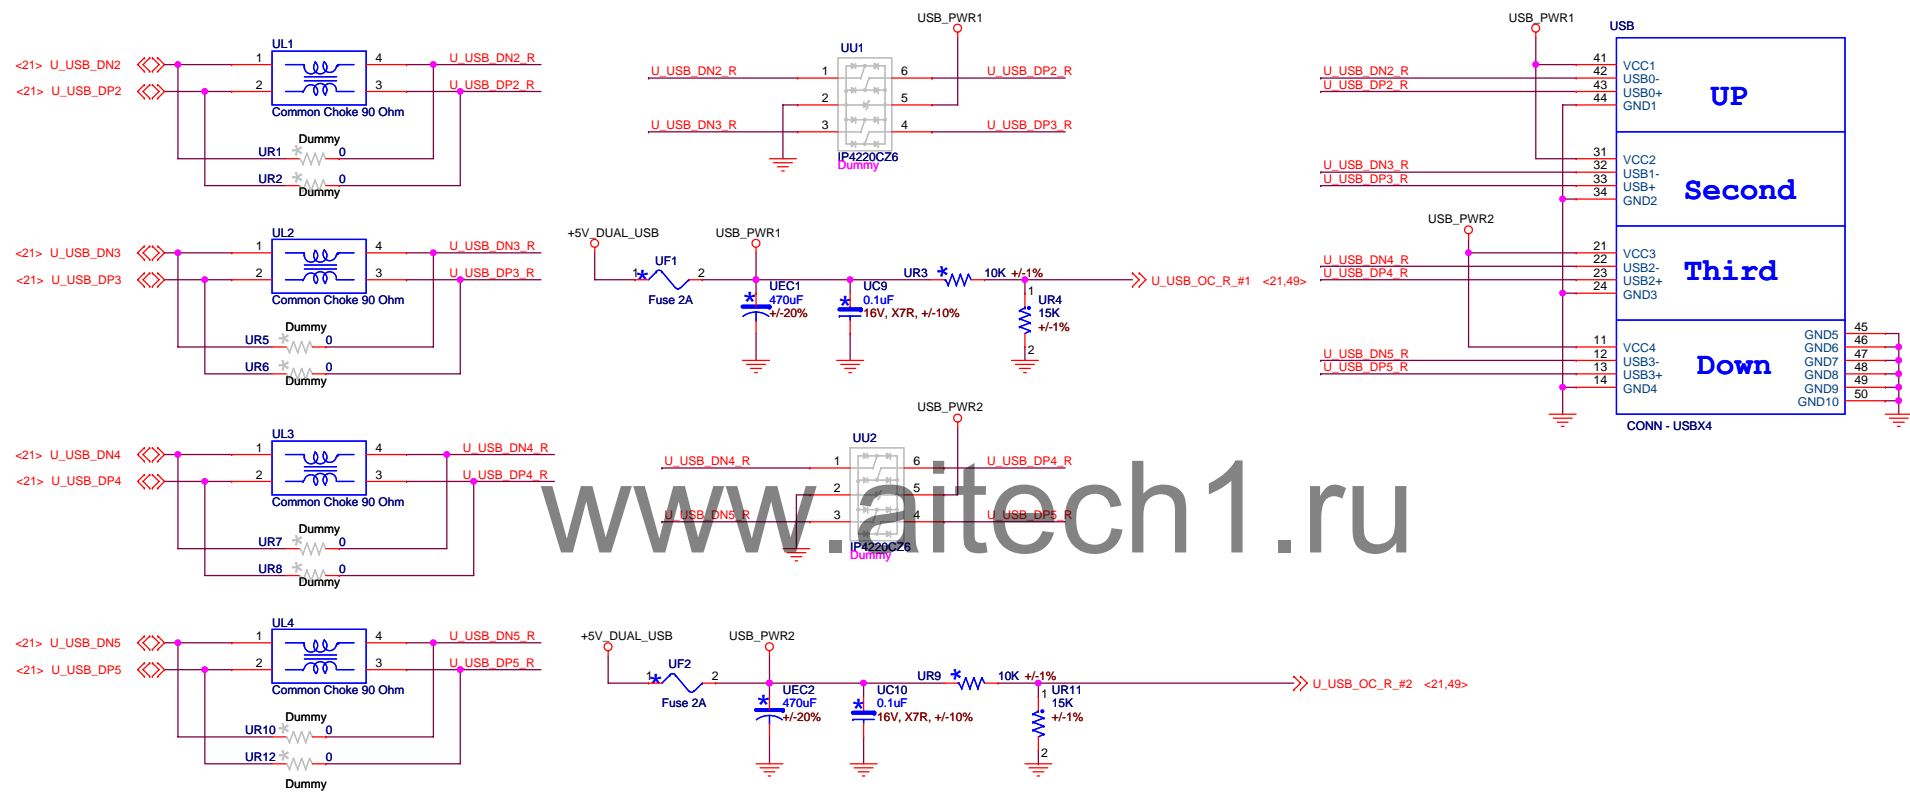 UL1
<21> U_USB_DN2
1
4
U_USB_DN2_R
<21> U_USB_DP2
2
3
U_USB_DP2_R
Common Choke 90 Ohm
Dummy
UR1 * 0
UR2 * 0
Dummy
UL2
<21> U_USB_DN3
1
4
U_USB_DN3_R
<21> U_USB_DP3
2
3
U_USB_DP3_R
Common Choke 90 Ohm
Dummy
UR5 * 0
UR6 * 0
Dummy
UL3
<21> U_USB_DN4
1
4
U_USB_DN4_R
<21> U_USB_DP4
2
3
U_USB_DP4_R
Common Choke 90 Ohm
Dummy
UR7 * 0
UR8 * 0
Dummy
UL4
<21> U_USB_DN5
1
4
U_USB_DN5_R
<21> U_USB_DP5
2
3
U_USB_DP5_R
Common Choke 90 Ohm
Dummy
UR10 * 0
UR12 * 0
Dummy
USB_PWR1
UU1
U_USB_DN2_R
1
6
U_USB_DP2_R
2
5
U_USB_DN3_R
3
4
U_USB_DP3_R
IP4220CZ6
Dummy
+5V_DUAL_USB
USB_PWR1
UF1
1 * 2
Fuse 2A
UEC1
* 470uF
+/-20%
UC9
* 0.1uF
16V, X7R, +/-10%
UR3 * 10K +/-1%
1
UR4
15K
+/-1%
2
U_USB_OC_R_#1 <21,49>
USB_PWR2
UU2
U_USB_DN4_R
1
6
U_USB_DP4_R
2
5
U_USB_DN5_R
3
4
U_USB_DP5_R
IP4220CZ6
Dummy
www.aitech1.ru
+5V_DUAL_USB
USB_PWR2
UF2
1 * 2
Fuse 2A
UEC2
* 470uF
+/-20%
UC10
* 0.1uF
16V, X7R, +/-10%
UR9 * 10K +/-1%
1
UR11
15K
+/-1%
2
U_USB_OC_R_#2 <21,49>
USB_PWR1
USB
41 VCC1
U_USB_DN2_R 42 USB0-
U_USB_DP2_R 43 USB0+
44 GND1
UP
31 VCC2
U_USB_DN3_R 32 USB1-
U_USB_DP3_R 33 USB+
34 GND2
Second
USB_PWR2
21 VCC3
U_USB_DN4_R 22 USB2-
U_USB_DP4_R 23 USB2+
24 GND3
Third
11 VCC4
U_USB_DN5_R 12 USB3-
U_USB_DP5_R 13 USB3+
14 GND4
Down
GND5 45
GND6 46
GND7 47
GND8 48
GND9 49
GND10 50
CONN - USBX4